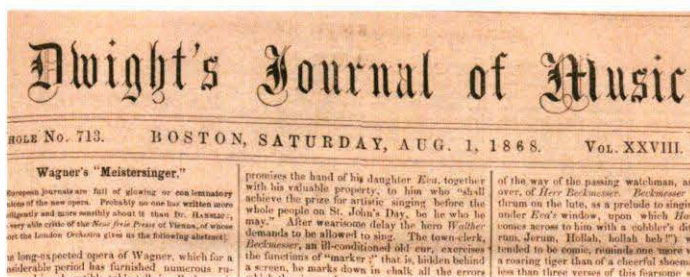 Dwight's Journal of Music
HOLE NO. 713. BOSTON, SATURDAY, AUG. 1, 1868. VOL. XXVIII.
Wagner's "Meistersinger."
European journals are full of glowing or condemnatory
of the new opera. Probably no one has written more
and more sensibly about it than Dr. HANSLICK,
very able critic of the Neue freie Presse of Vienna, of whose
the London Orchestra gives us the following abstract:
long-expected opera of Wagner, which for a
considerable period has furnished numerous
promises the hand of his daughter Eva, together
with his valuable property, to him who "shall
achieve the prize for artistic singing before the
whole people on St. John's Day, be he who he
may." After wearisome delay the hero Walther
demands to be allowed to sing. The town-clerk,
Beckmesser, an ill-conditioned old cur, exercises
the functions of "marker;" that is, hidden behind
a screen, he marks down in chalk all the errors
of the way of the passing watchman,
over, of Herr Beckmesser. Beckmesser
thrum on the lute, as a prelude to singing
under Eva's window, upon which
comes across to him with a cobbler's
Jerum, Hollah, hollah heh!")
tended to be comic, reminds one more
a roaring tiger than of a cheerful
less than three verses of this fearsome